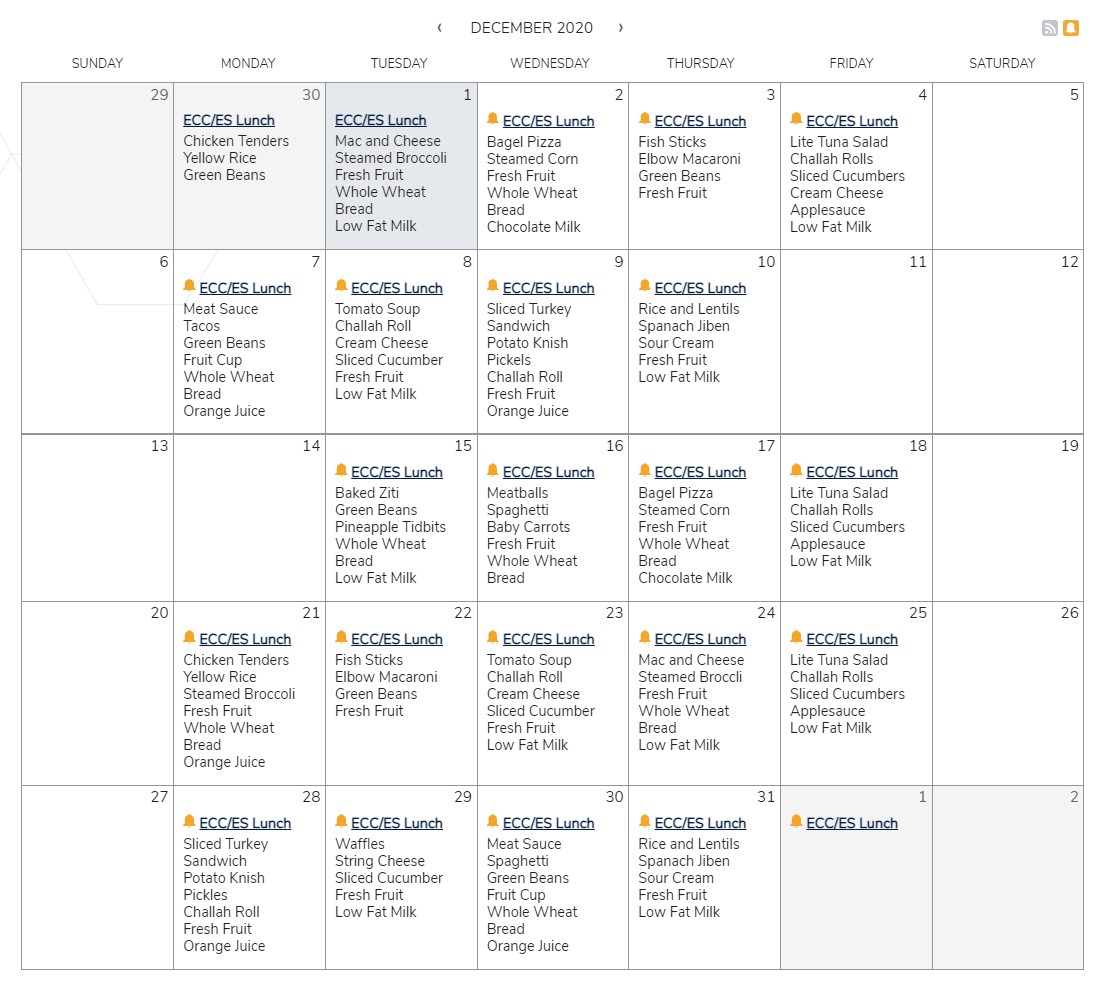 ‹ DECEMBER 2020 ›
SUNDAY MONDAY TUESDAY WEDNESDAY THURSDAY FRIDAY SATURDAY
29
30
ECC/ES Lunch
Chicken Tenders
Yellow Rice
Green Beans
1
ECC/ES Lunch
Mac and Cheese
Steamed Broccoli
Fresh Fruit
Whole Wheat
Bread
Low Fat Milk
2
ECC/ES Lunch
Bagel Pizza
Steamed Corn
Fresh Fruit
Whole Wheat
Bread
Chocolate Milk
3
ECC/ES Lunch
Fish Sticks
Elbow Macaroni
Green Beans
Fresh Fruit
4
ECC/ES Lunch
Lite Tuna Salad
Challah Rolls
Sliced Cucumbers
Cream Cheese
Applesauce
Low Fat Milk
5
6
7
ECC/ES Lunch
Meat Sauce
Tacos
Green Beans
Fruit Cup
Whole Wheat
Bread
Orange Juice
8
ECC/ES Lunch
Tomato Soup
Challah Roll
Cream Cheese
Sliced Cucumber
Fresh Fruit
Low Fat Milk
9
ECC/ES Lunch
Sliced Turkey
Sandwich
Potato Knish
Pickels
Challah Roll
Fresh Fruit
Orange Juice
10
ECC/ES Lunch
Rice and Lentils
Spanach Jiben
Sour Cream
Fresh Fruit
Low Fat Milk
11
12
13
14
15
ECC/ES Lunch
Baked Ziti
Green Beans
Pineapple Tidbits
Whole Wheat
Bread
Low Fat Milk
16
ECC/ES Lunch
Meatballs
Spaghetti
Baby Carrots
Fresh Fruit
Whole Wheat
Bread
17
ECC/ES Lunch
Bagel Pizza
Steamed Corn
Fresh Fruit
Whole Wheat
Bread
Chocolate Milk
18
ECC/ES Lunch
Lite Tuna Salad
Challah Rolls
Sliced Cucumbers
Applesauce
Low Fat Milk
19
20
21
ECC/ES Lunch
Chicken Tenders
Yellow Rice
Steamed Broccoli
Fresh Fruit
Whole Wheat
Bread
Orange Juice
22
ECC/ES Lunch
Fish Sticks
Elbow Macaroni
Green Beans
Fresh Fruit
23
ECC/ES Lunch
Tomato Soup
Challah Roll
Cream Cheese
Sliced Cucumber
Fresh Fruit
Low Fat Milk
24
ECC/ES Lunch
Mac and Cheese
Steamed Broccli
Fresh Fruit
Whole Wheat
Bread
Low Fat Milk
25
ECC/ES Lunch
Lite Tuna Salad
Challah Rolls
Sliced Cucumbers
Applesauce
Low Fat Milk
26
27
28
ECC/ES Lunch
Sliced Turkey
Sandwich
Potato Knish
Pickles
Challah Roll
Fresh Fruit
Orange Juice
29
ECC/ES Lunch
Waffles
String Cheese
Sliced Cucumber
Fresh Fruit
Low Fat Milk
30
ECC/ES Lunch
Meat Sauce
Spaghetti
Green Beans
Fruit Cup
Whole Wheat
Bread
Orange Juice
31
ECC/ES Lunch
Rice and Lentils
Spanach Jiben
Sour Cream
Fresh Fruit
Low Fat Milk
1
ECC/ES Lunch
2